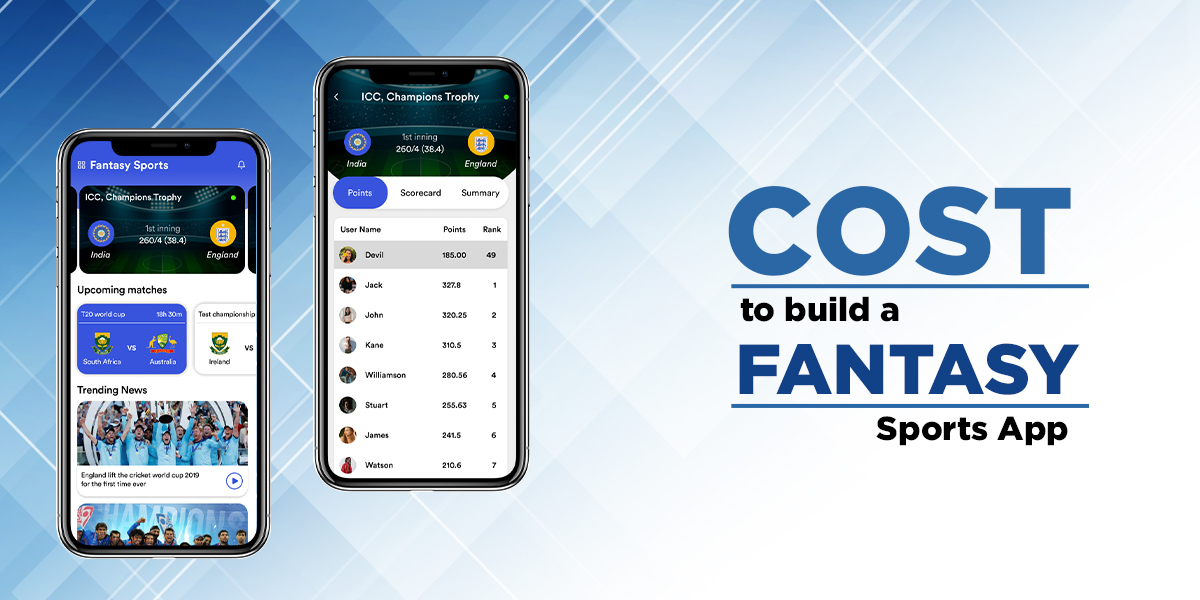 Fantasy Sports
ICC, Champions Trophy
1st inning
260/4 (38.4)
India
England
Upcoming matches
T20 world cup 18h 30m
South Africa VS Australia
Test championship
Ireland VS
Trending News
England lift the cricket world cup 2019
for the first time ever
CHAMPIONS
ICC, Champions Trophy
1st inning
260/4 (38.4)
India
England
Points Scorecard Summary
User Name Points Rank
Devil 185.00 49
Jack 327.8 1
John 320.25 2
Kane 310.5 3
Williamson 280.56 4
Stuart 255.63 5
James 241.5 6
Watson 210.6 7
COST
to build a
FANTASY
Sports App